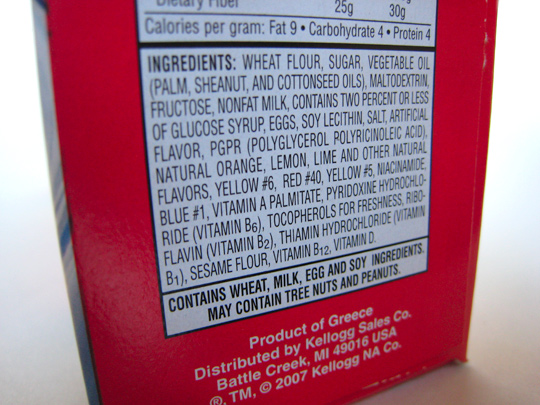 Dietary Fiber 25g 30g
Calories per gram: Fat 9 • Carbohydrate 4 • Protein 4
INGREDIENTS: WHEAT FLOUR, SUGAR, VEGETABLE OIL
(PALM, SHEANUT, AND COTTONSEED OILS), MALTODEXTRIN,
FRUCTOSE, NONFAT MILK, CONTAINS TWO PERCENT OR LESS
OF GLUCOSE SYRUP, EGGS, SOY LECITHIN, SALT, ARTIFICIAL
FLAVOR, PGPR (POLYGLYCEROL POLYRICINOLEIC ACID),
NATURAL ORANGE, LEMON, LIME AND OTHER NATURAL
FLAVORS, YELLOW #6, RED #40, YELLOW #5, NIACINAMIDE,
BLUE #1, VITAMIN A PALMITATE, PYRIDOXINE HYDROCHLO-
RIDE (VITAMIN B6), TOCOPHEROLS FOR FRESHNESS, RIBO-
FLAVIN (VITAMIN B2), THIAMIN HYDROCHLORIDE (VITAMIN
B1), SESAME FLOUR, VITAMIN B12, VITAMIN D.
CONTAINS WHEAT, MILK, EGG AND SOY INGREDIENTS.
MAY CONTAIN TREE NUTS AND PEANUTS.
Product of Greece
Distributed by Kellogg Sales Co.
Battle Creek, MI 49016 USA
®, TM, © 2007 Kellogg NA Co.